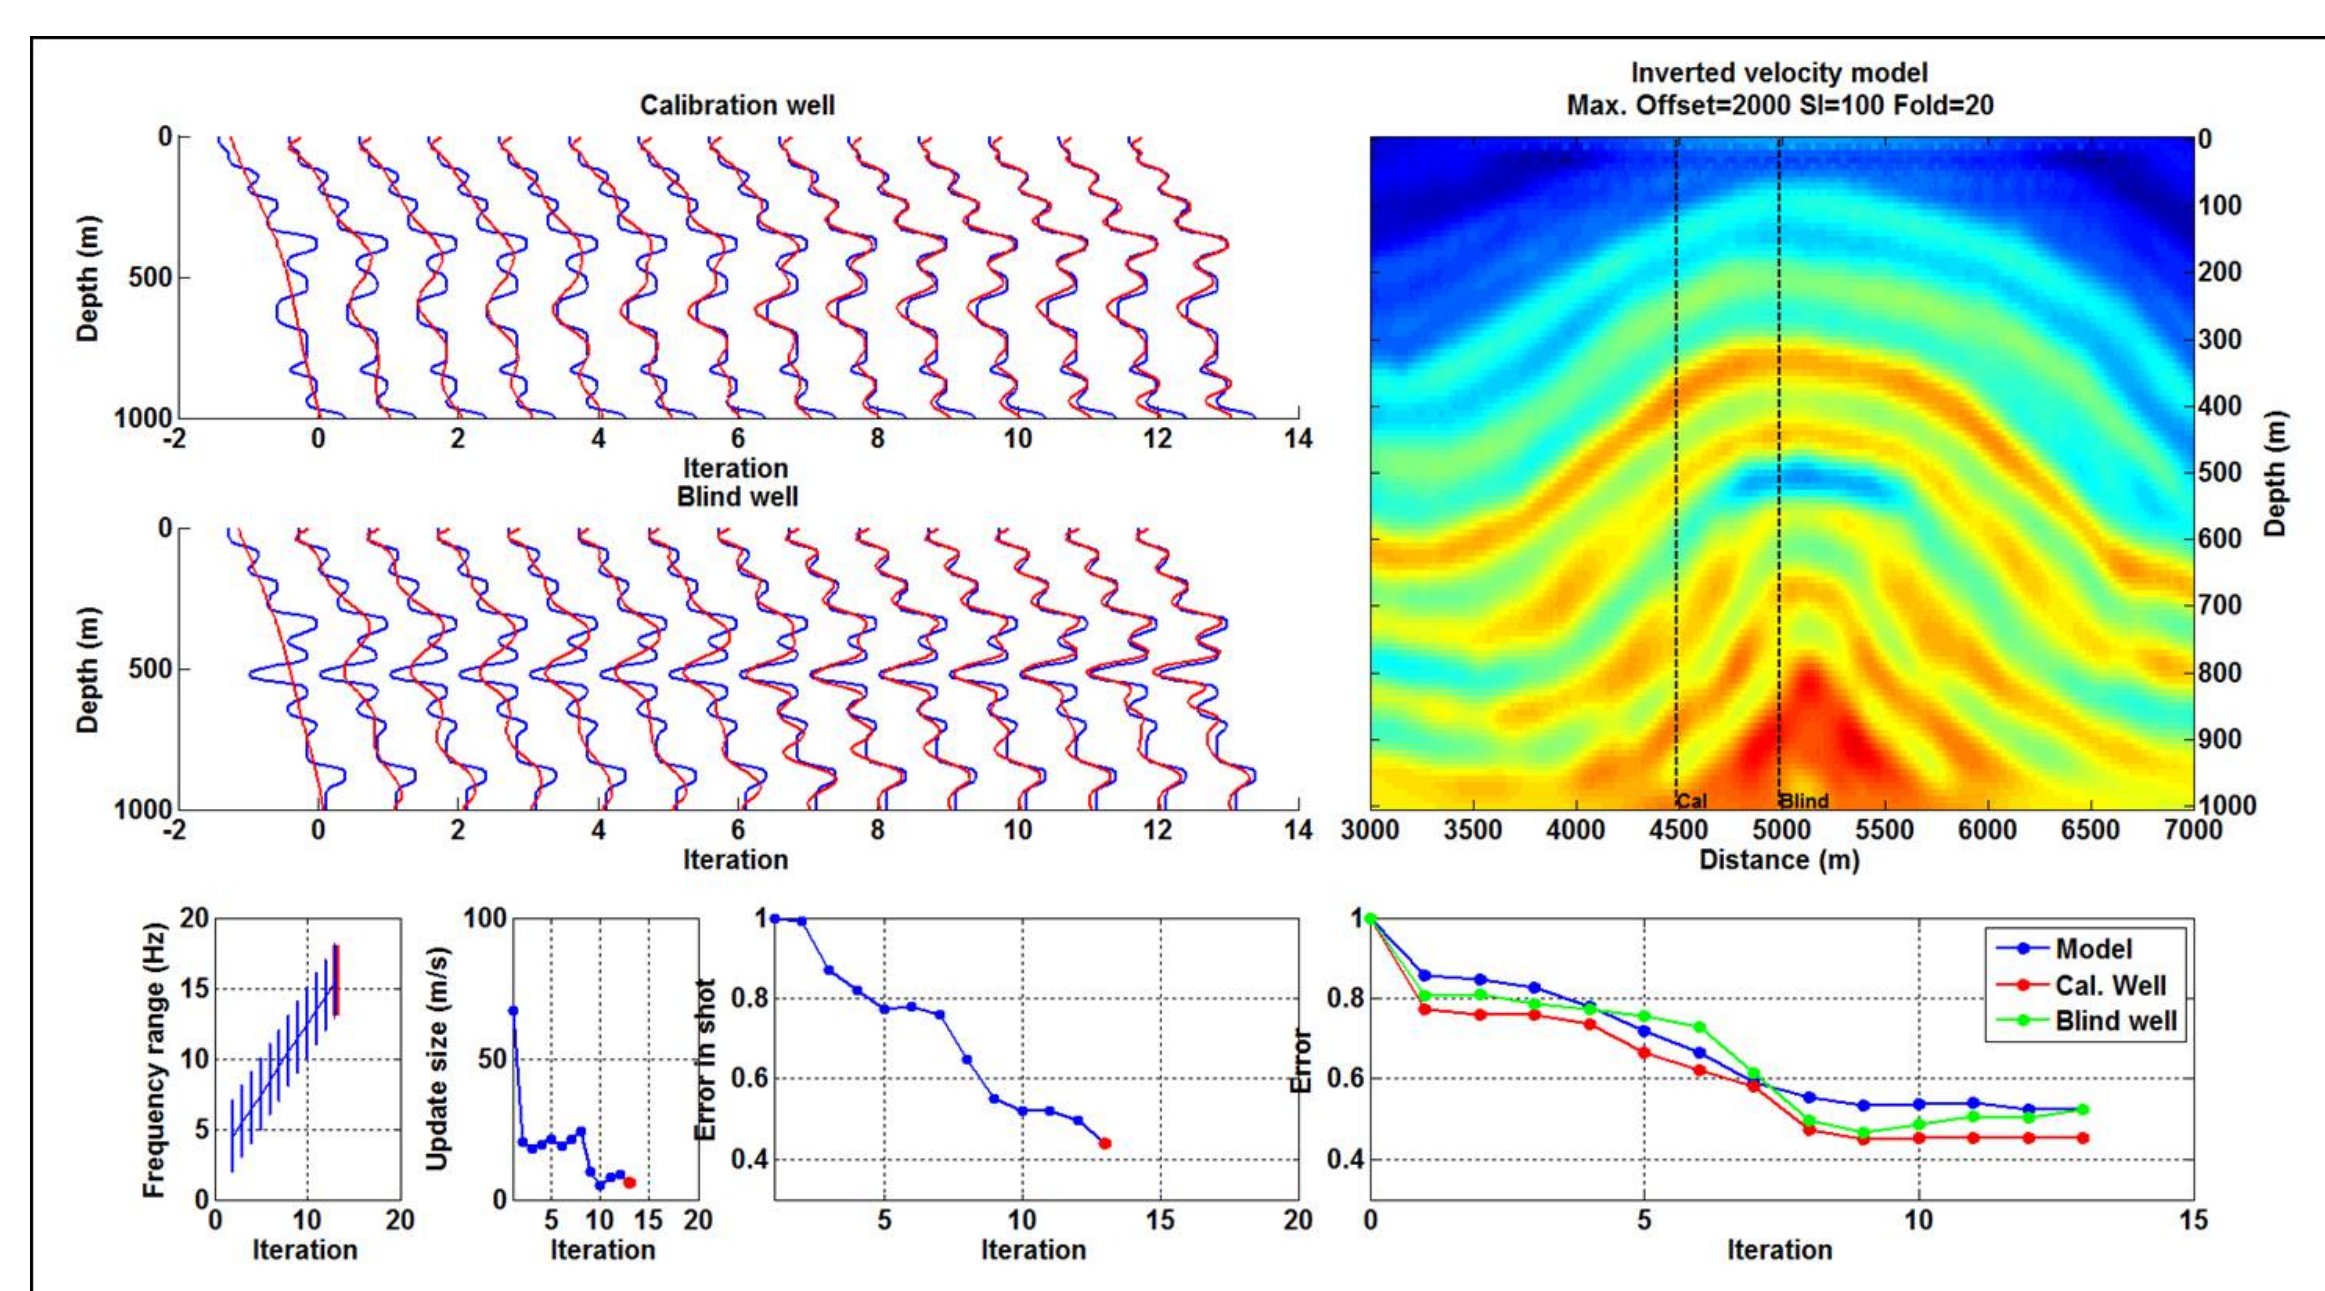 Calibration well
0
500
1000
Depth (m)
-2 0 2 4 6 8 10 12 14
Iteration
Blind well
0
500
1000
Depth (m)
-2 0 2 4 6 8 10 12 14
Iteration
Inverted velocity model
Max. Offset=2000 SI=100 Fold=20
0
100
200
300
400
500
600
700
800
900
1000
Depth (m)
Cal Blind
3000 3500 4000 4500 5000 5500 6000 6500 7000
Distance (m)
20
15
10
5
0
Frequency range (Hz)
0 10 20
Iteration
100
50
0
Update size (m/s)
5 10 15 20
Iteration
1
0.8
0.6
0.4
Error in shot
5 10 15 20
Iteration
1
0.8
0.6
0.4
Error
Model
Cal. Well
Blind well
0 5 10 15
Iteration